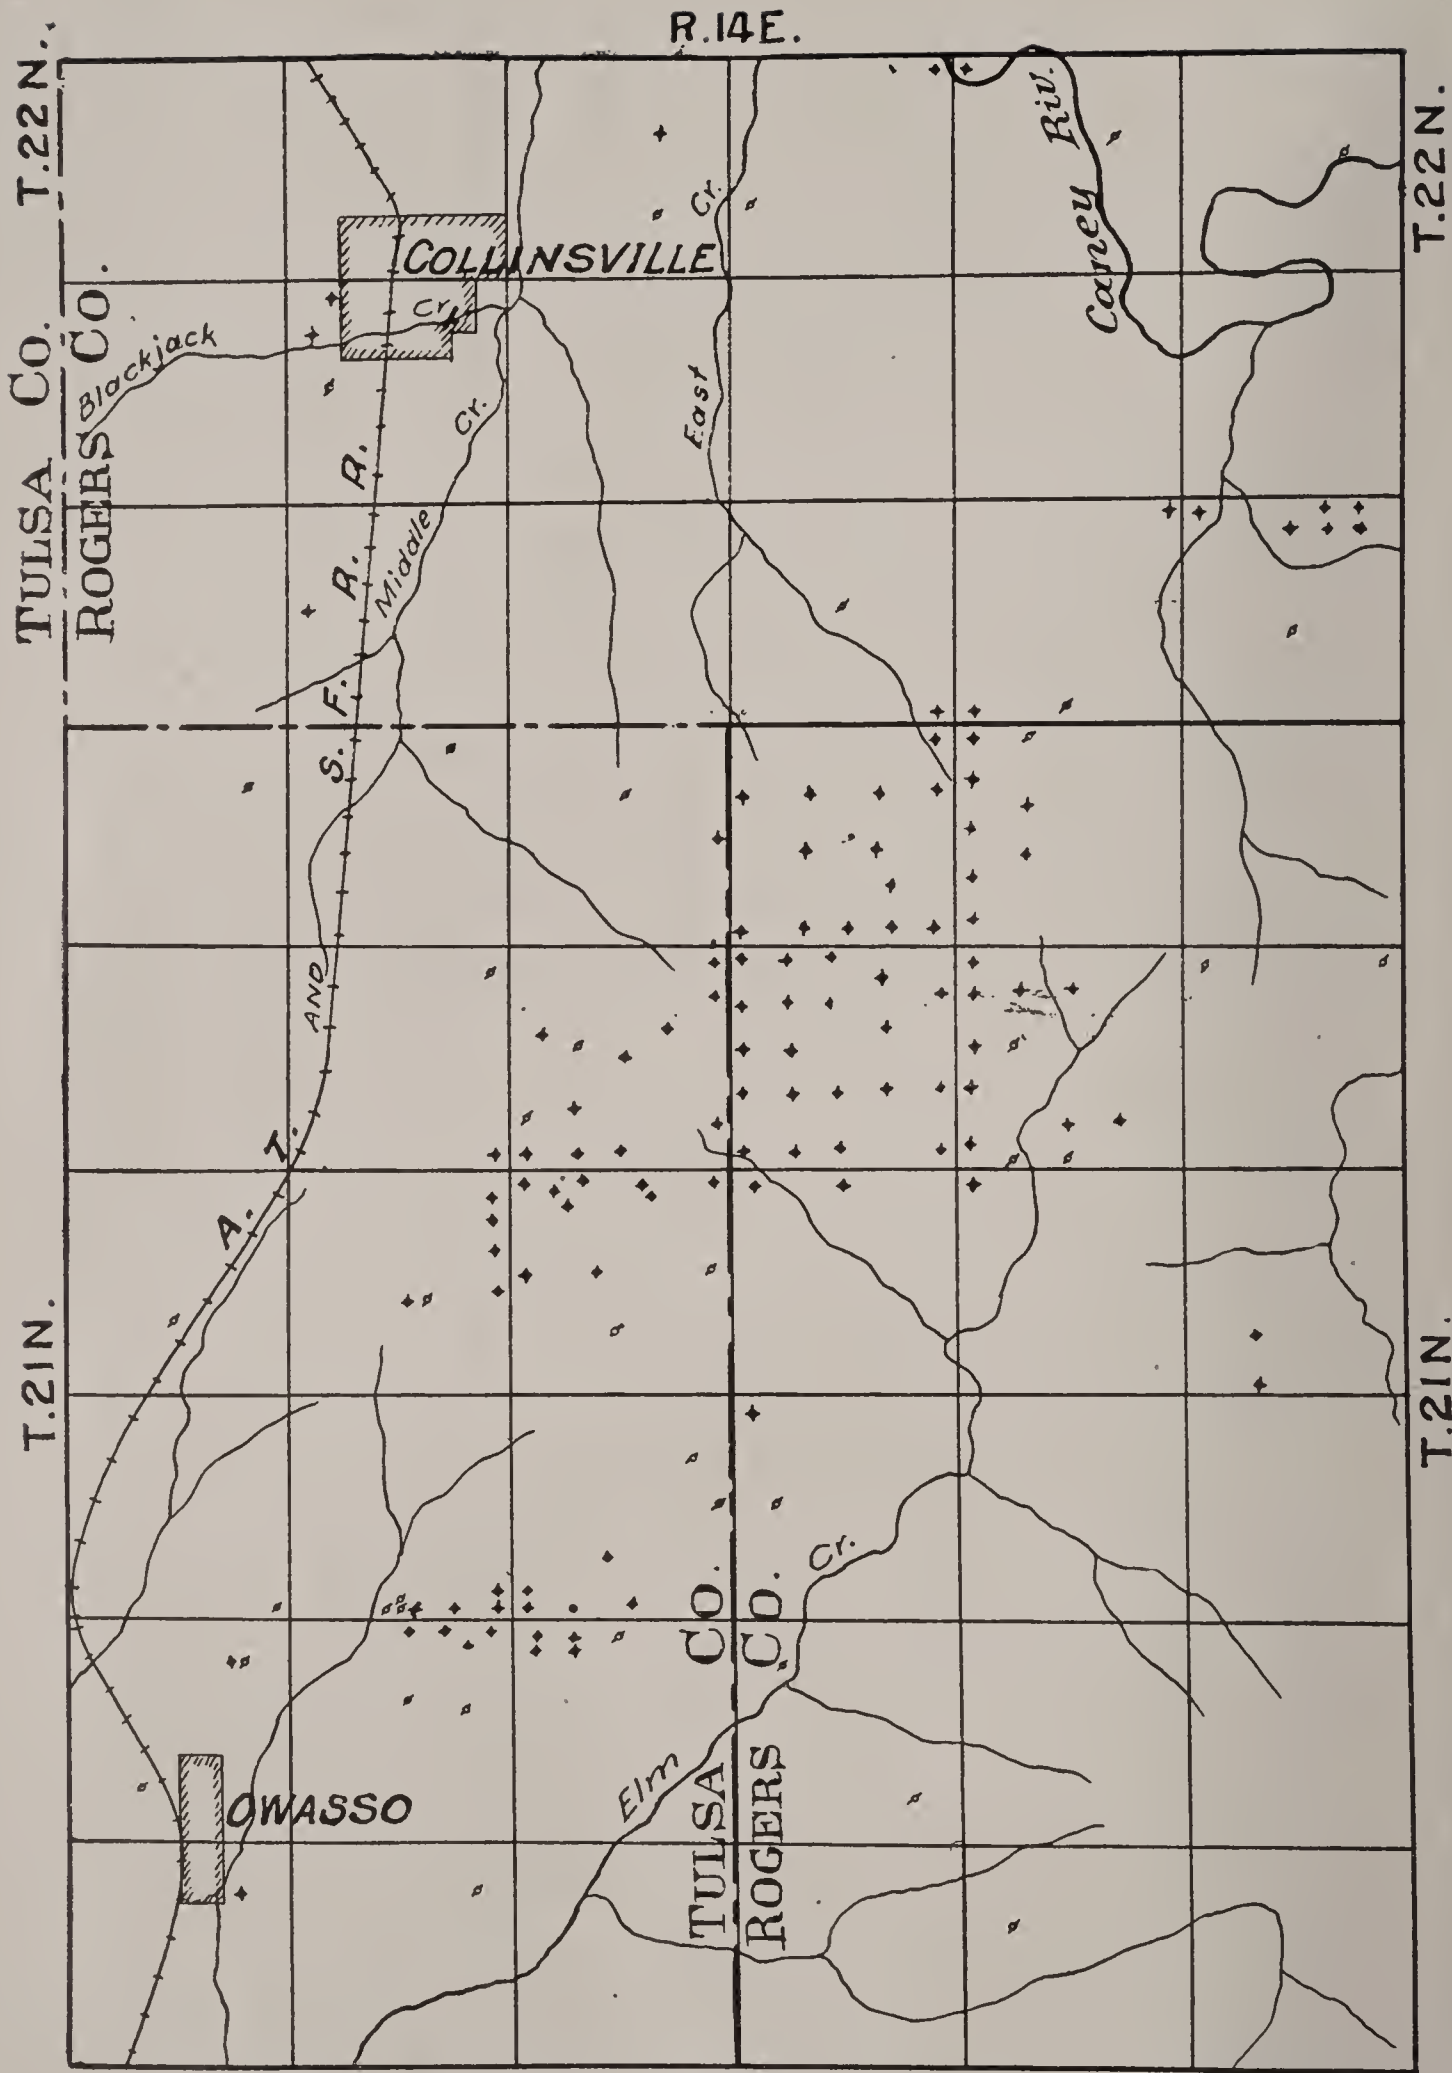 R.14E.
T.22N.
T.22N.
Caney Riv.
Cr.
COLLINSVILLE
Cr.
Blackjack
TULSA Co.
ROGERS CO.
East
Cr.
Middle
A. T. AND S. F. R. R.
T.21N.
T.21N.
Cr.
Elm
TULSA CO.
ROGERS CO.
OWASSO